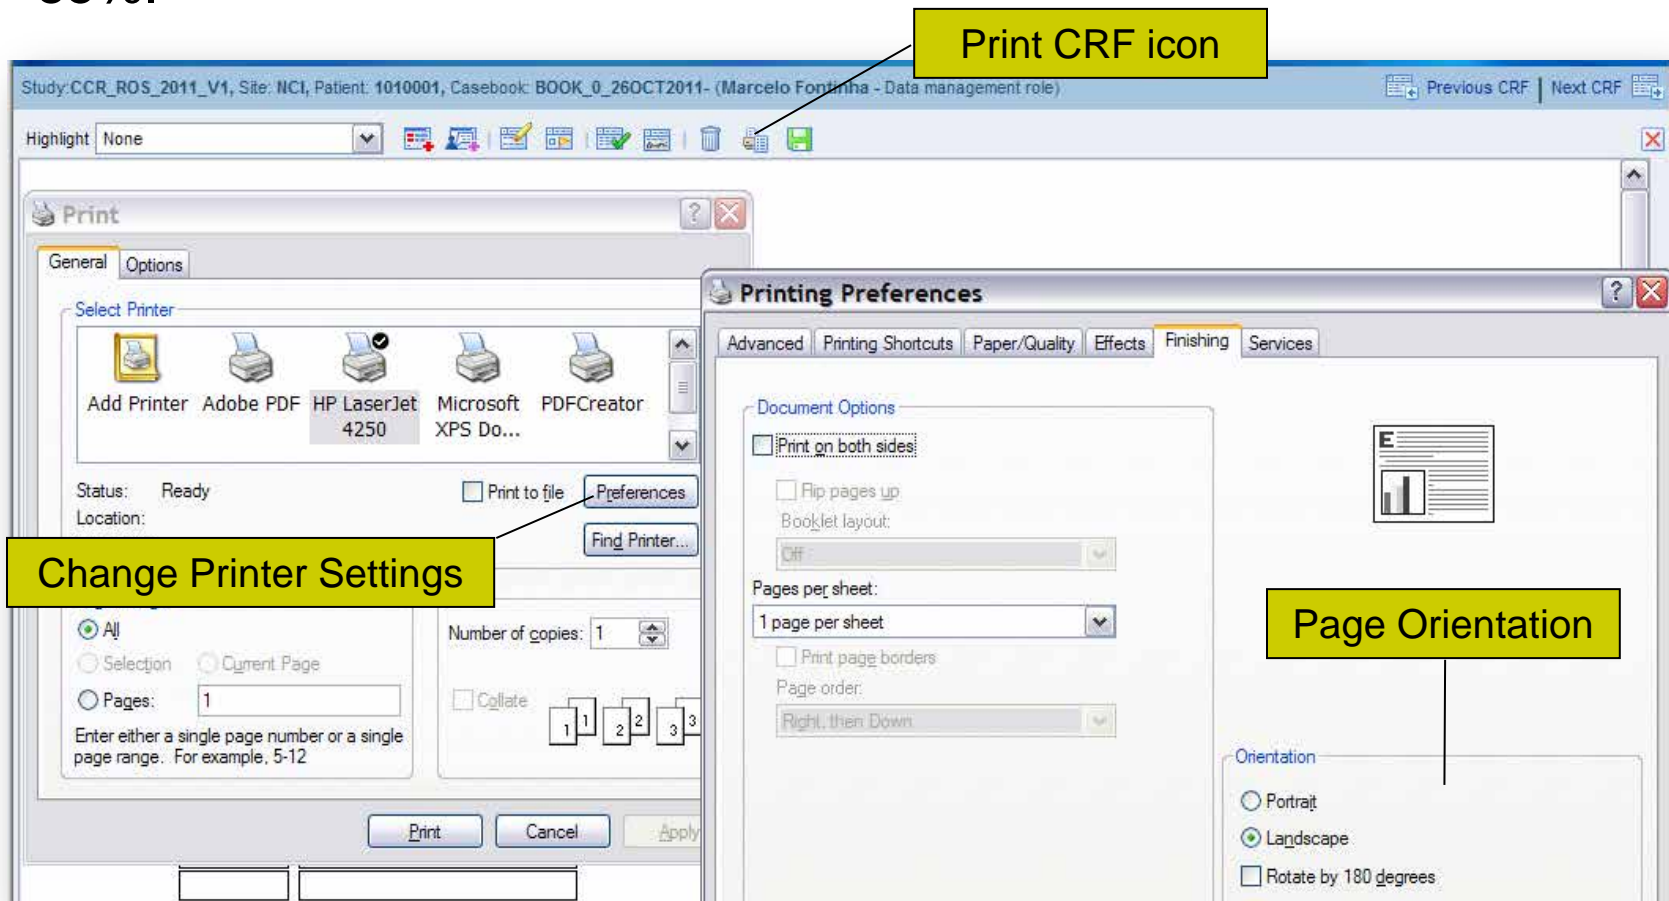 Print CRF icon
Study:CCR_ROS_2011_V1, Site: NCI, Patient: 1010001, Casebook: BOOK_0_26OCT2011- (Marcelo Fontinha - Data management role)
Previous CRF | Next CRF
Highlight None
Print
General Options
Select Printer
Add Printer Adobe PDF HP LaserJet 4250 Microsoft XPS Do... PDFCreator
Status: Ready
Print to file Preferences
Location:
Find Printer...
Change Printer Settings
All
Selection Current Page
Pages: 1
Enter either a single page number or a single
page range. For example, 5-12
Number of copies: 1
Collate
1 1 2 2 3 3
Print Cancel Apply
Printing Preferences
Advanced Printing Shortcuts Paper/Quality Effects Finishing Services
Document Options
Print on both sides
Flip pages up
Booklet layout:
Off
Pages per sheet:
1 page per sheet
Print page borders
Page order:
Right, then Down
E
Page Orientation
Orientation
Portrait
Landscape
Rotate by 180 degrees